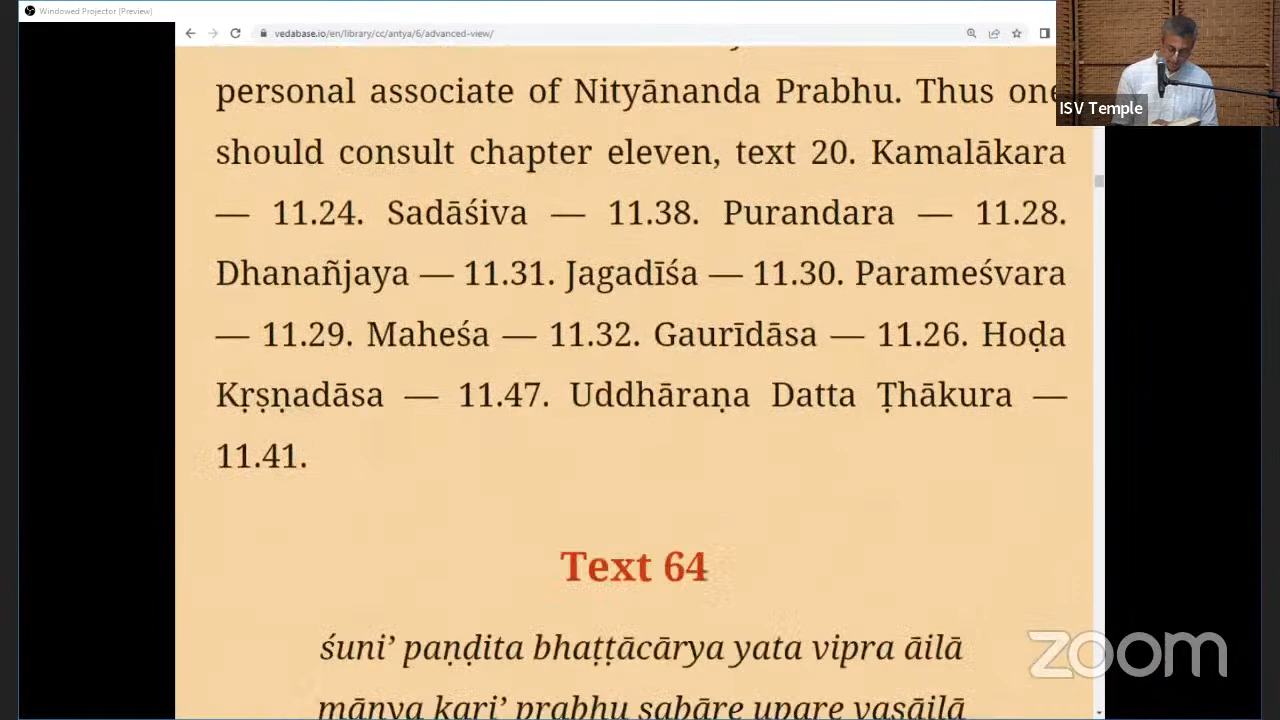 Windowed Projector [Preview]
vedabase.io/en/library/cc/antya/6/advanced-view/
ISV Temple
personal associate of Nityānanda Prabhu. Thus one
should consult chapter eleven, text 20. Kamalākara
— 11.24. Sadāśiva — 11.38. Purandara — 11.28.
Dhanañjaya — 11.31. Jagadīśa — 11.30. Parameśvara
— 11.29. Maheśa — 11.32. Gaurīdāsa — 11.26. Hoḍa
Kṛṣṇadāsa — 11.47. Uddhāraṇa Datta Ṭhākura —
11.41.
Text 64
śuni’ paṇḍita bhaṭṭācārya yata vipra āilā
mānya kari’ prabhu sabāre upare vasāilā
zoom